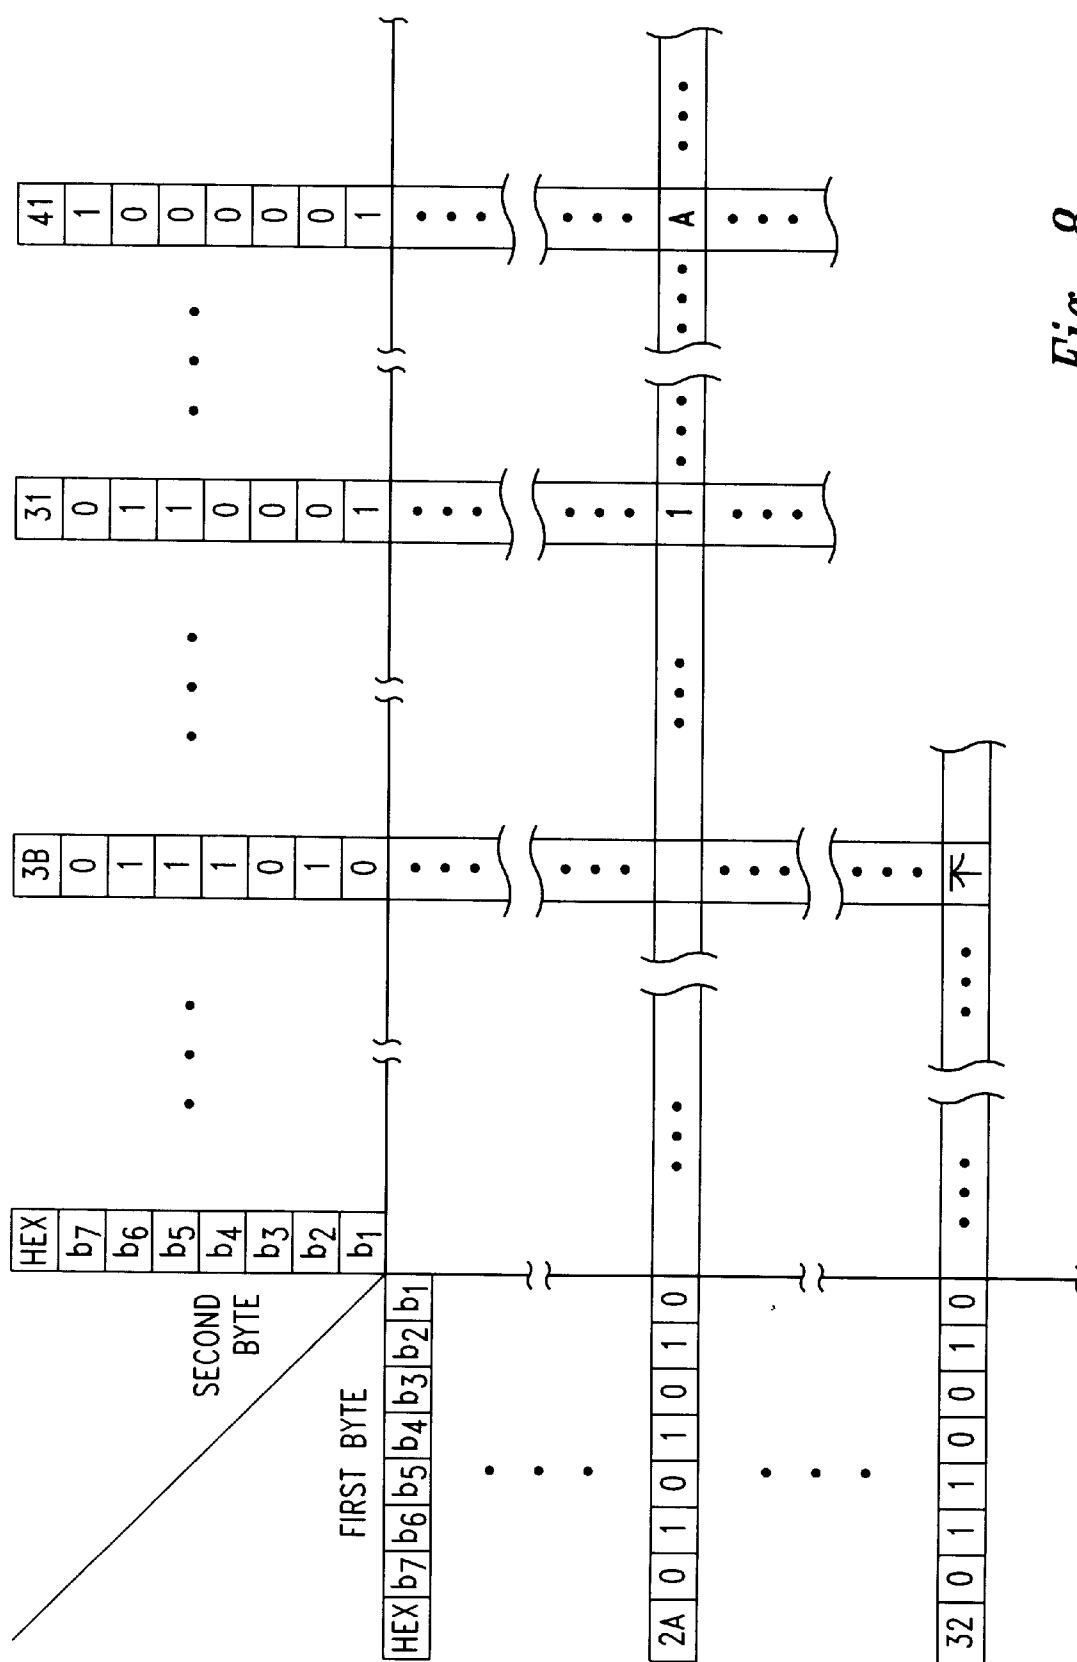 HEX 3B 31 41
b7 0 0 1
b6 1 1 0
SECOND BYTE b5 1 1 0
b4 1 0 0
b3 0 0 0
b2 1 0 0
FIRST BYTE b1 0 1 1
HEX b7 b6 b5 b4 b3 b2 b1
2A 0 1 0 1 0 1 0 1 A
32 0 1 1 0 0 1 0
Fig. 8